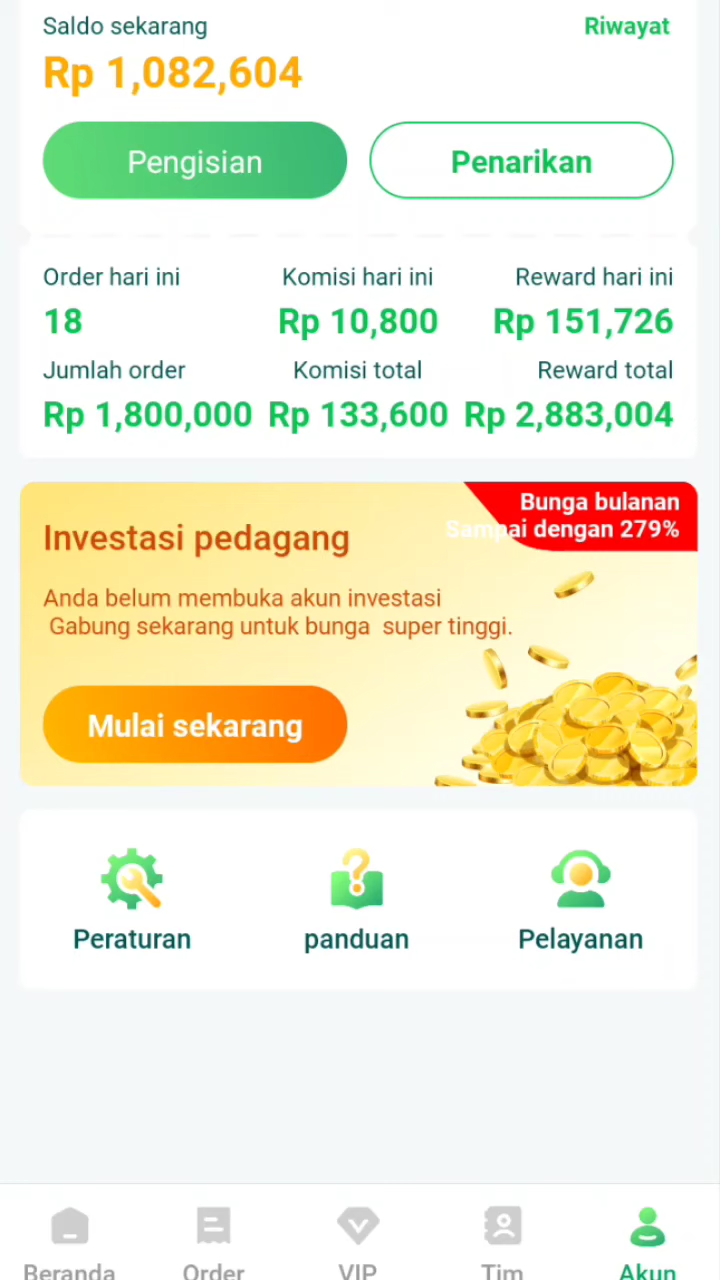 Saldo sekarang
Riwayat
Rp 1,082,604
Pengisian
Penarikan
Order hari ini
Komisi hari ini
Reward hari ini
18
Rp 10,800
Rp 151,726
Jumlah order
Komisi total
Reward total
Rp 1,800,000
Rp 133,600
Rp 2,883,004
Bunga bulanan
Sampai dengan 279%
Investasi pedagang
Anda belum membuka akun investasi
Gabung sekarang untuk bunga  super tinggi.
Mulai sekarang
Peraturan
panduan
Pelayanan
Beranda
Order
VIP
Tim
Akun